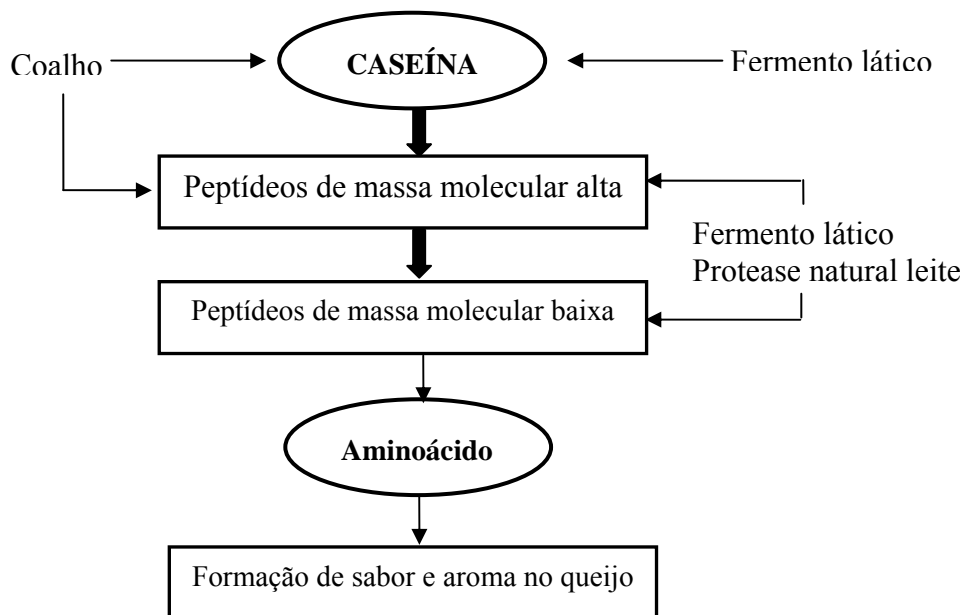 Coalho
CASEÍNA
Fermento lático
Peptídeos de massa molecular alta
Fermento lático
Protease natural leite
Peptídeos de massa molecular baixa
Aminoácido
Formação de sabor e aroma no queijo